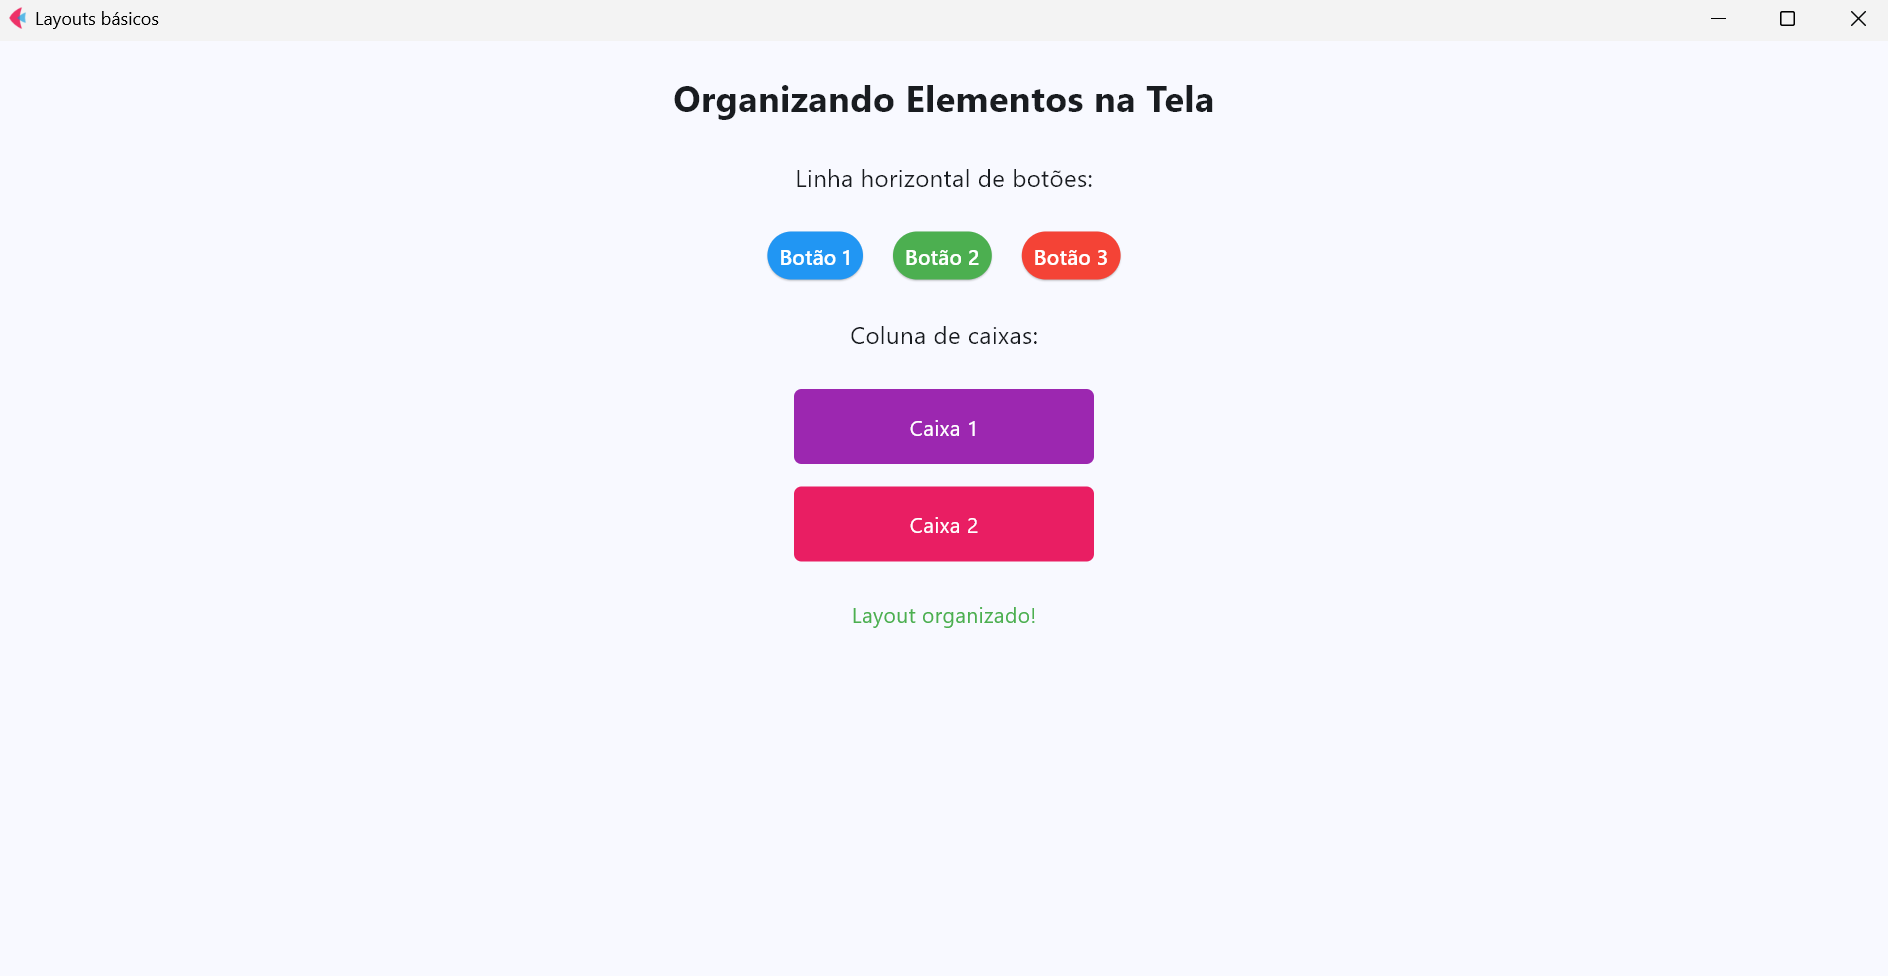 Layouts básicos
Organizando Elementos na Tela
Linha horizontal de botões:
Botão 1 Botão 2 Botão 3
Coluna de caixas:
Caixa 1
Caixa 2
Layout organizado!